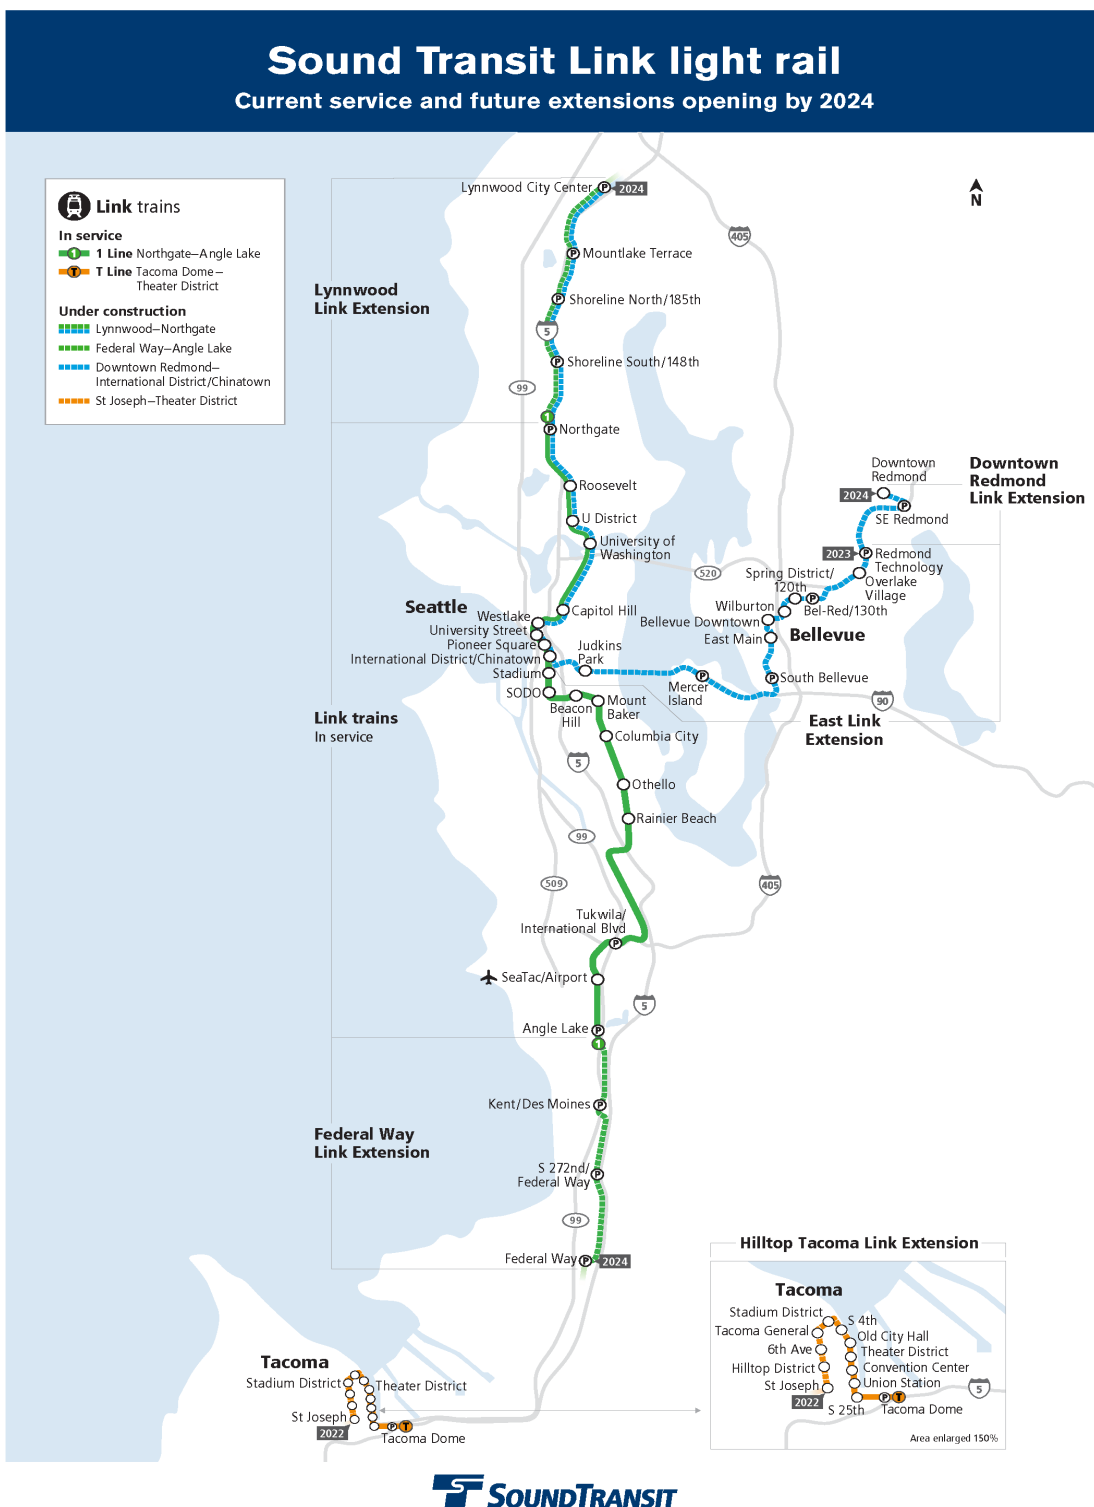 Sound Transit Link light rail
Current service and future extensions opening by 2024
Link trains
In service
1
1 Line Northgate–Angle Lake
T
T Line Tacoma Dome–
Theater District
Under construction
Lynnwood–Northgate
Federal Way–Angle Lake
Downtown Redmond–
International District/Chinatown
St Joseph–Theater District
N
Lynnwood City Center
P
2024
405
P
Mountlake Terrace
Lynnwood
Link Extension
P
Shoreline North/185th
5
P
Shoreline South/148th
99
1
P
Northgate
Roosevelt
U District
University of
Washington
520
Downtown
Redmond
2024
P
SE Redmond
Downtown
Redmond
Link Extension
2023
P
Redmond
Technology
Overlake
Village
Spring District/
120th
P
Bel-Red/130th
Wilburton
Bellevue Downtown
East Main
Bellevue
P
South Bellevue
Seattle
Capitol Hill
Westlake
University Street
Pioneer Square
International District/Chinatown
Stadium
SODO
Judkins
Park
P
Mercer
Island
90
East Link
Extension
Link trains
In service
Beacon
Hill
Mount
Baker
Columbia City
5
Othello
Rainier Beach
99
509
405
Tukwila/
International Blvd
P
SeaTac/Airport
5
Angle Lake
P
1
Kent/Des Moines
P
Federal Way
Link Extension
S 272nd/
Federal Way
P
99
Federal Way
P
2024
Tacoma
Stadium District
Theater District
St Joseph
2022
P
T
Tacoma Dome
Hilltop Tacoma Link Extension
Tacoma
Stadium District
S 4th
Tacoma General
Old City Hall
6th Ave
Theater District
Hilltop District
Convention Center
St Joseph
Union Station
2022
S 25th
P
T
Tacoma Dome
5
Area enlarged 150%
SOUNDTRANSIT